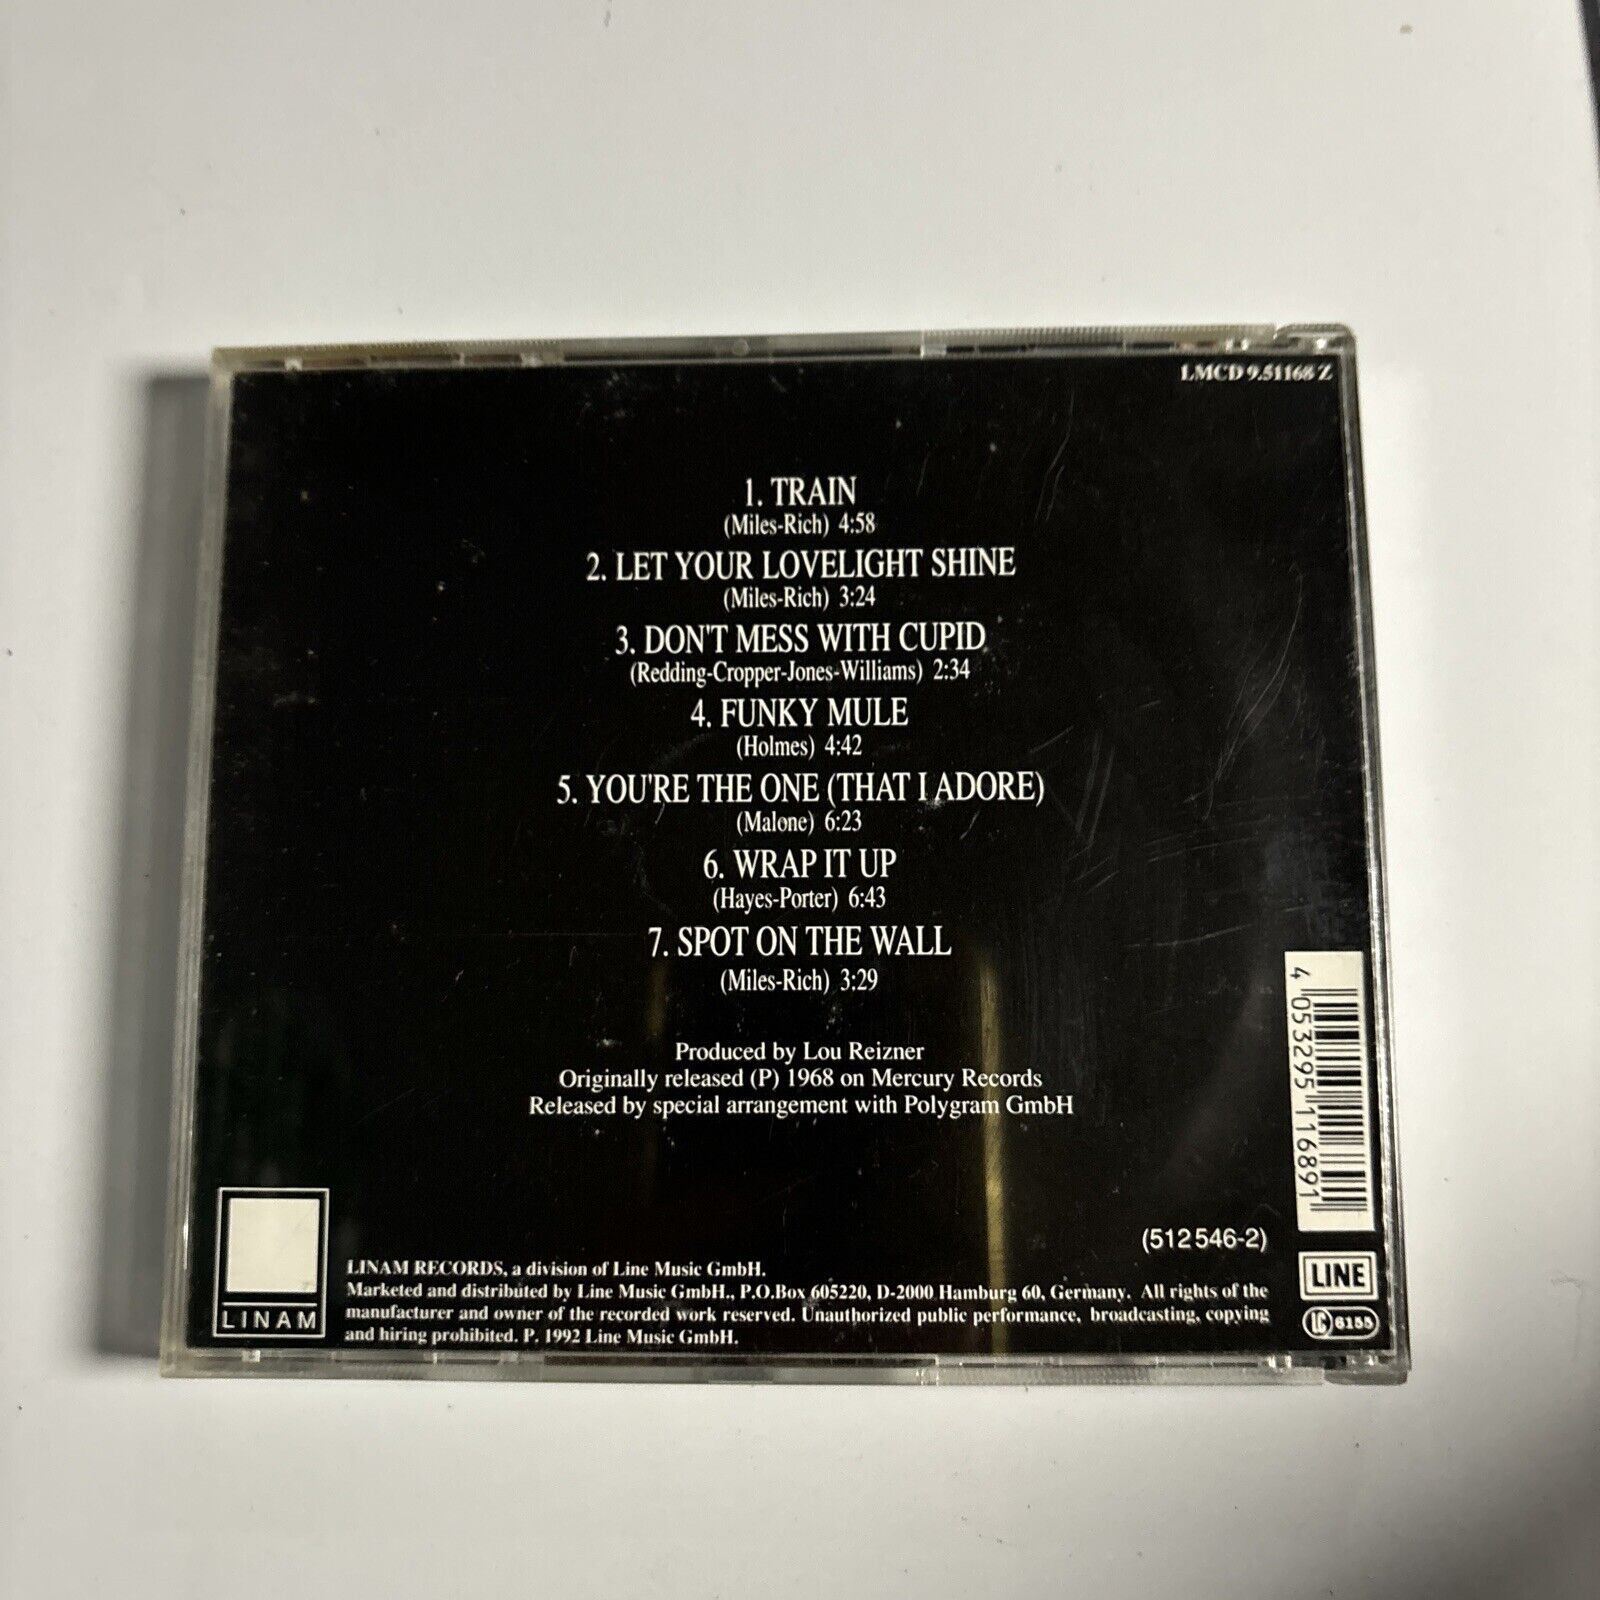 LMCD 9.51168 Z
1. TRAIN
(Miles-Rich) 4:58
2. LET YOUR LOVELIGHT SHINE
(Miles-Rich) 3:24
3. DON'T MESS WITH CUPID
(Redding-Cropper-Jones-Williams) 2:34
4. FUNKY MULE
(Holmes) 4:42
5. YOU'RE THE ONE (THAT I ADORE)
(Malone) 6:23
6. WRAP IT UP
(Hayes-Porter) 6:43
7. SPOT ON THE WALL
(Miles-Rich) 3:29
Produced by Lou Reizner
Originally released (P) 1968 on Mercury Records
Released by special arrangement with Polygram GmbH
4 053295 116891
(512 546-2)
LINE
LC 6155
LINAM
LINAM RECORDS, a division of Line Music GmbH.
Marketed and distributed by Line Music GmbH., P.O.Box 605220, D-2000 Hamburg 60, Germany. All rights of the
manufacturer and owner of the recorded work reserved. Unauthorized public performance, broadcasting, copying
and hiring prohibited. P. 1992 Line Music GmbH.